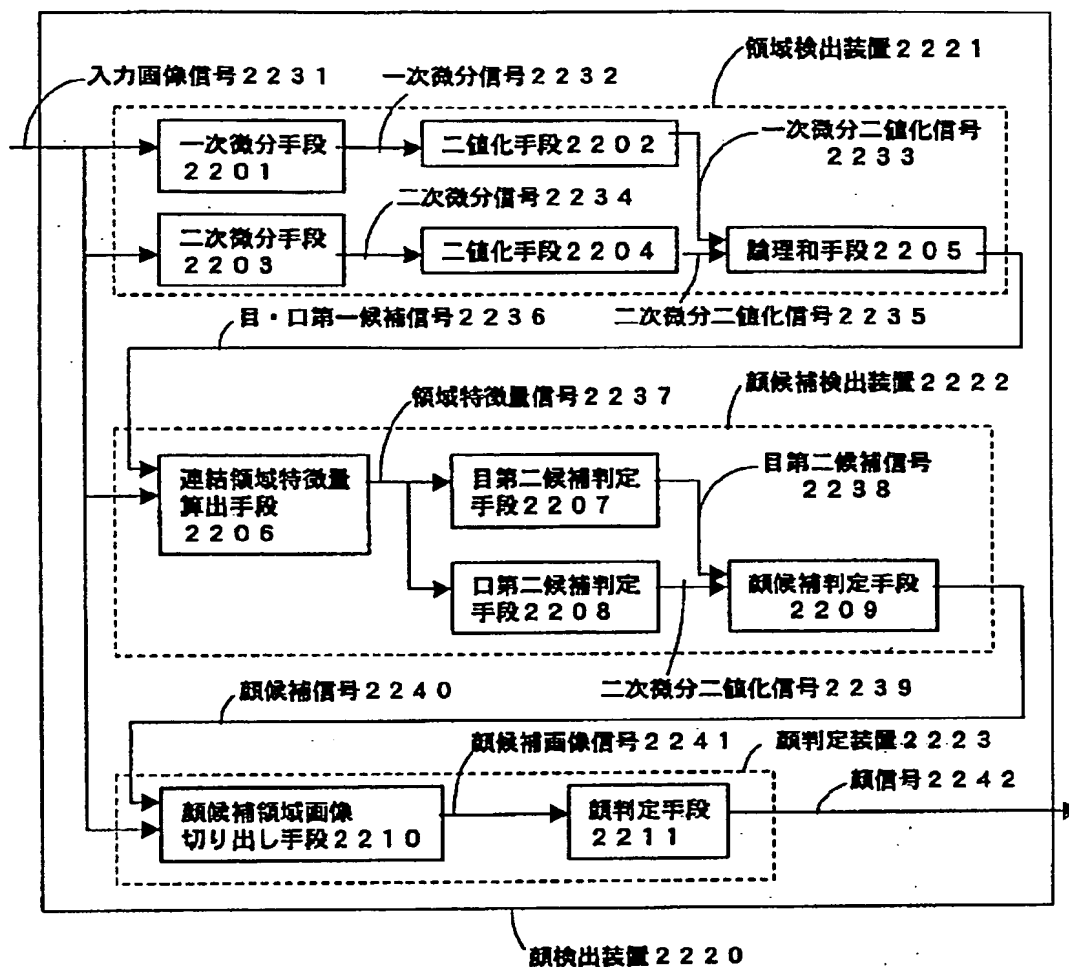 領域検出装置2221
入力画像信号2231
一次微分信号2232
一次微分手段
2201
二値化手段2202
一次微分二値化信号
2233
二次微分信号2234
二次微分手段
2203
二値化手段2204
論理和手段2205
目・口第一候補信号2236
二次微分二値化信号2235
顔候補検出装置2222
領域特徴量信号2237
連結領域特徴量
算出手段
2206
目第二候補判定
手段2207
目第二候補信号
2238
口第二候補判定
手段2208
顔候補判定手段
2209
顔候補信号2240
二次微分二値化信号2239
顔候補画像信号2241
顔判定装置2223
顔信号2242
顔候補領域画像
切り出し手段2210
顔判定手段
2211
顔検出装置2220